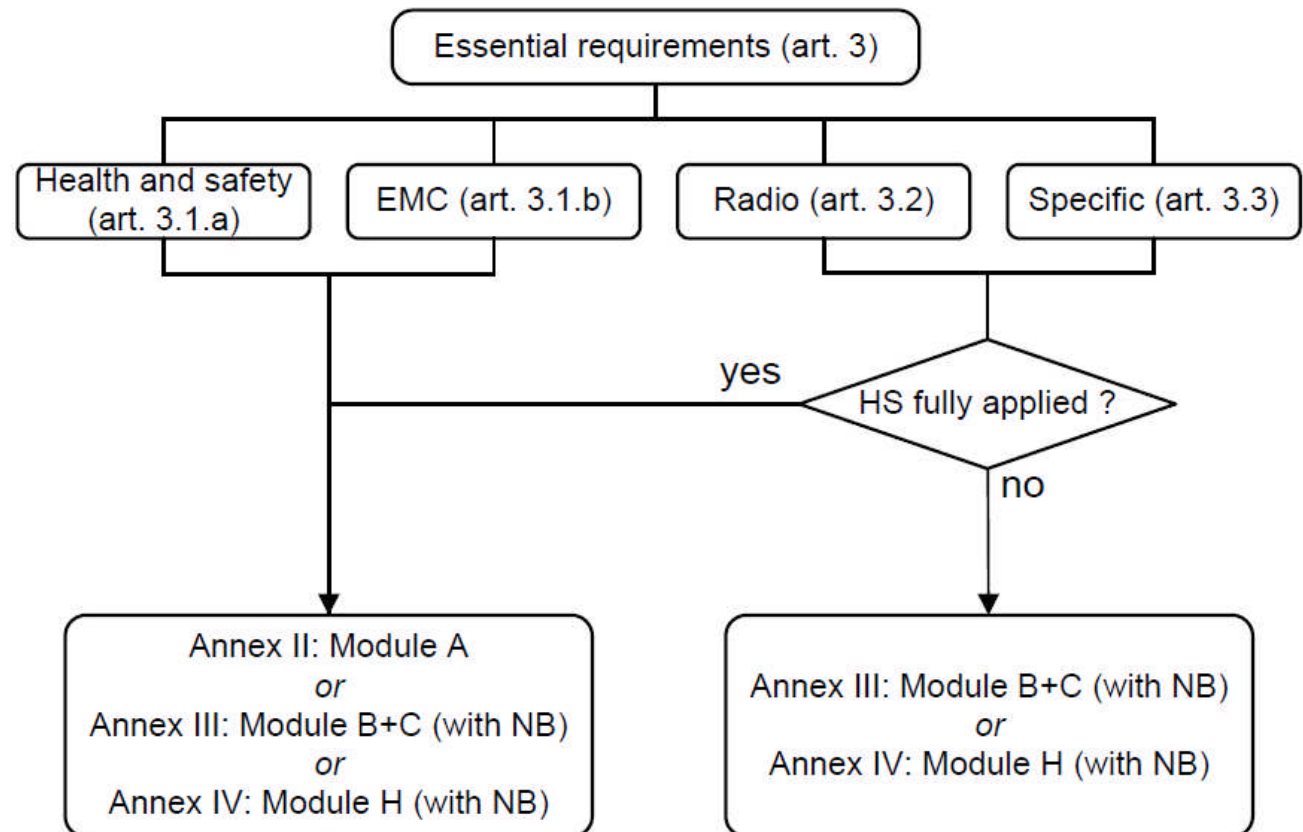 Essential requirements (art. 3)
Health and safety
(art. 3.1.a)
EMC (art. 3.1.b)
Radio (art. 3.2)
Specific (art. 3.3)
yes
HS fully applied ?
no
Annex II: Module A
or
Annex III: Module B+C (with NB)
or
Annex IV: Module H (with NB)
Annex III: Module B+C (with NB)
or
Annex IV: Module H (with NB)